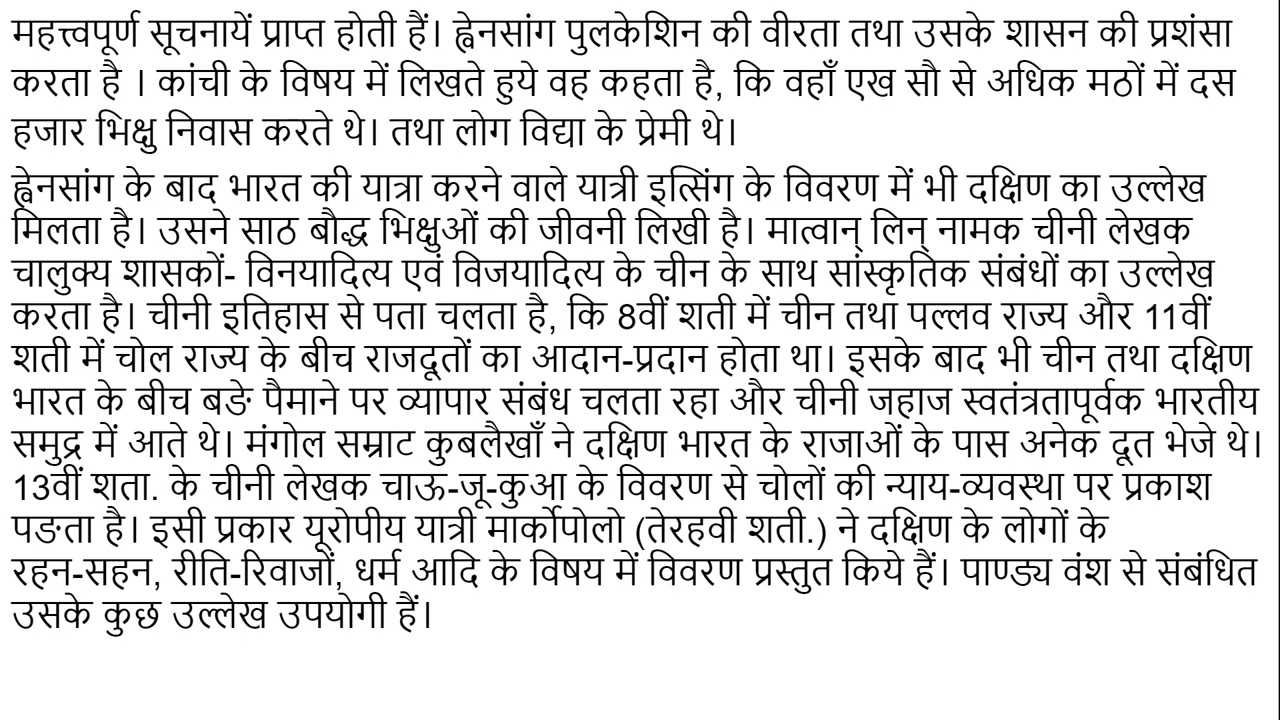 महत्त्वपूर्ण सूचनायें प्राप्त होती हैं। ह्वेनसांग पुलकेशिन की वीरता तथा उसके शासन की प्रशंसा
करता है । कांची के विषय में लिखते हुये वह कहता है, कि वहाँ एख सौ से अधिक मठों में दस
हजार भिक्षु निवास करते थे। तथा लोग विद्या के प्रेमी थे।
ह्वेनसांग के बाद भारत की यात्रा करने वाले यात्री इत्सिंग के विवरण में भी दक्षिण का उल्लेख
मिलता है। उसने साठ बौद्ध भिक्षुओं की जीवनी लिखी है। मात्वान् लिन् नामक चीनी लेखक
चालुक्य शासकों- विनयादित्य एवं विजयादित्य के चीन के साथ सांस्कृतिक संबंधों का उल्लेख
करता है। चीनी इतिहास से पता चलता है, कि 8वीं शती में चीन तथा पल्लव राज्य और 11वीं
शती में चोल राज्य के बीच राजदूतों का आदान-प्रदान होता था। इसके बाद भी चीन तथा दक्षिण
भारत के बीच बङे पैमाने पर व्यापार संबंध चलता रहा और चीनी जहाज स्वतंत्रतापूर्वक भारतीय
समुद्र में आते थे। मंगोल सम्राट कुबलैखाँ ने दक्षिण भारत के राजाओं के पास अनेक दूत भेजे थे।
13वीं शता. के चीनी लेखक चाऊ-जू-कुआ के विवरण से चोलों की न्याय-व्यवस्था पर प्रकाश
पङता है। इसी प्रकार यूरोपीय यात्री मार्कोपोलो (तेरहवी शती.) ने दक्षिण के लोगों के
रहन-सहन, रीति-रिवाजों, धर्म आदि के विषय में विवरण प्रस्तुत किये हैं। पाण्ड्य वंश से संबंधित
उसके कुछ उल्लेख उपयोगी हैं।